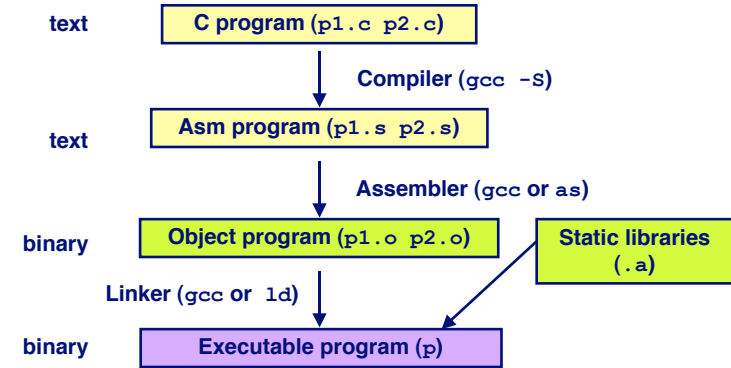 text
C program (p1.c p2.c)
Compiler (gcc -S)
text
Asm program (p1.s p2.s)
Assembler (gcc or as)
binary
Object program (p1.o p2.o)
Static libraries
(.a)
Linker (gcc or ld)
binary
Executable program (p)